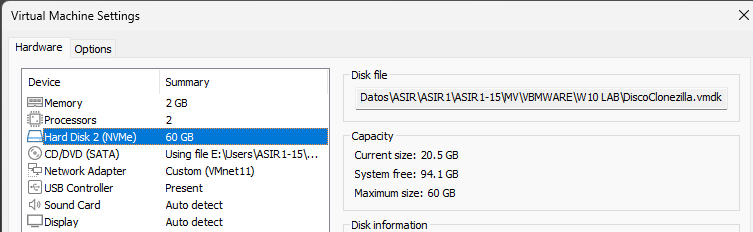 Virtual Machine Settings
Hardware Options
Device Summary
Memory 2 GB
Processors 2
Hard Disk 2 (NVMe) 60 GB
CD/DVD (SATA) Using file E:\Users\ASIR1-15\...
Network Adapter Custom (VMnet11)
USB Controller Present
Sound Card Auto detect
Display Auto detect
Disk file
Datos\ASIR\ASIR1\ASIR1-15\MV\VBMWARE\W10 LAB\DiscoClonezilla.vmdk
Capacity
Current size: 20.5 GB
System free: 94.1 GB
Maximum size: 60 GB
Disk information